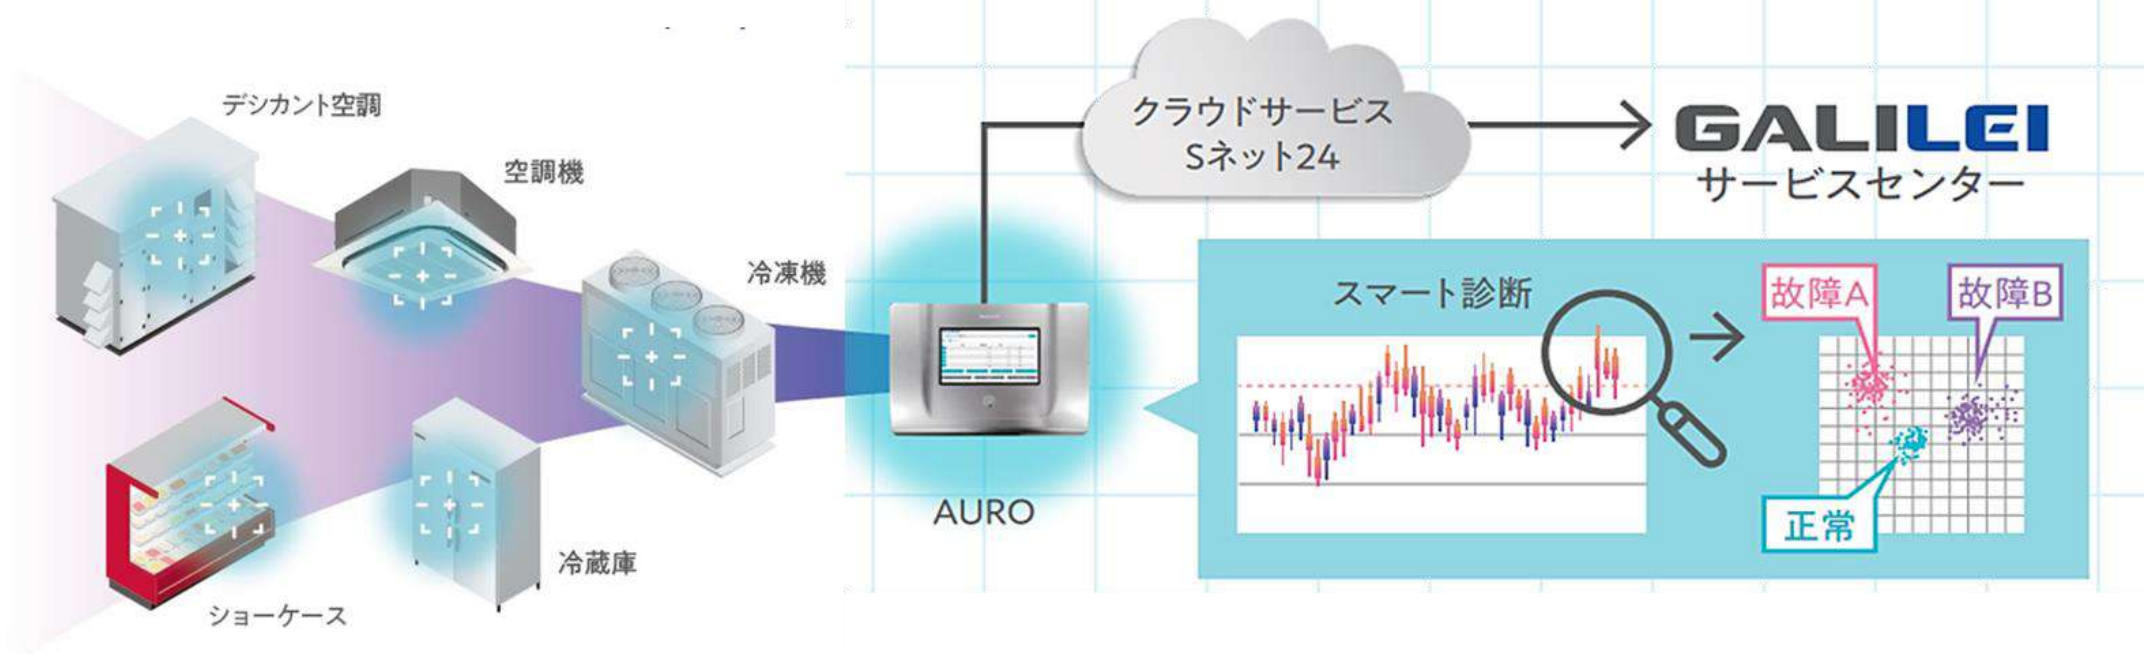 デシカント空調
空調機
冷凍機
ショーケース
冷蔵庫
AURO
クラウドサービス
Sネット24
GALILEI
サービスセンター
スマート診断
故障A
故障B
正常